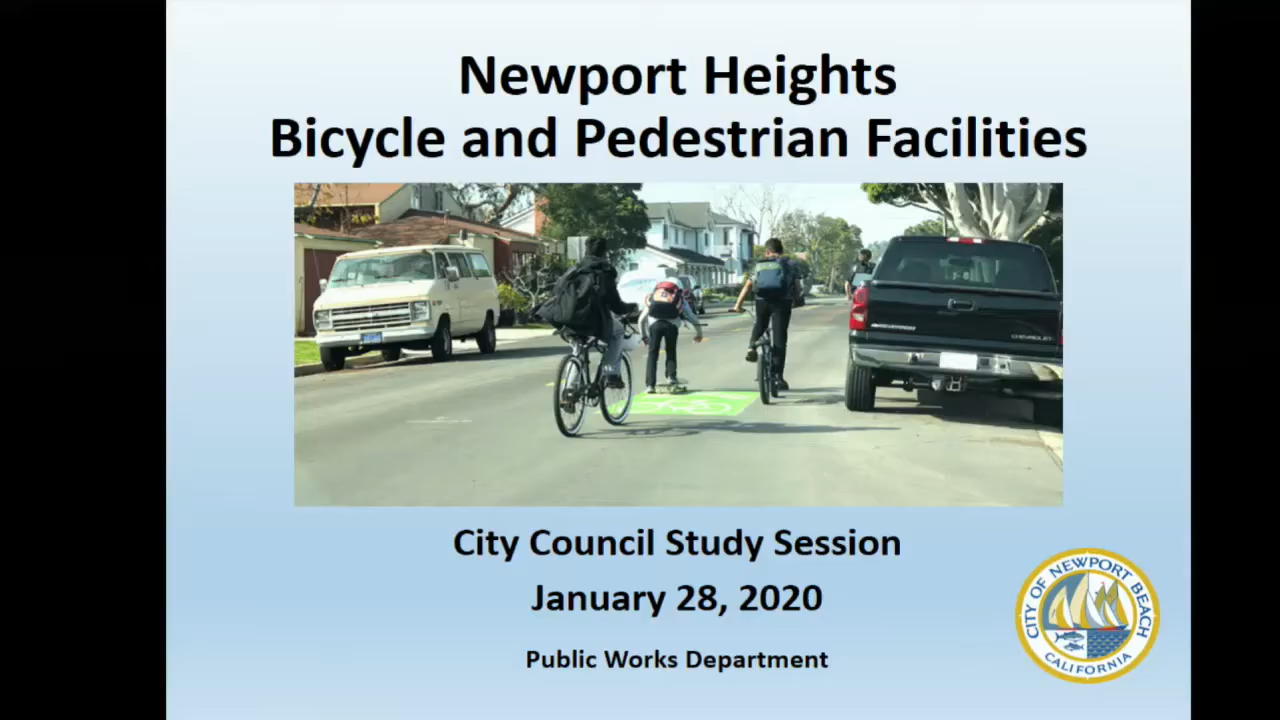 Newport Heights
Bicycle and Pedestrian Facilities
City Council Study Session
January 28, 2020
Public Works Department
CITY OF NEWPORT BEACH
CALIFORNIA